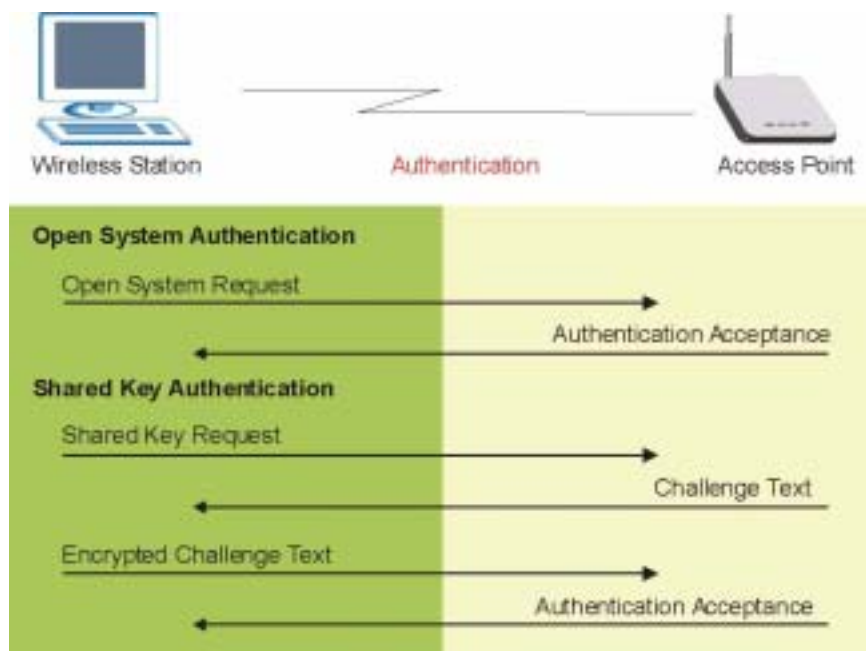 Wireless Station
Authentication
Access Point
Open System Authentication
Open System Request
Authentication Acceptance
Shared Key Authentication
Shared Key Request
Challenge Text
Encrypted Challenge Text
Authentication Acceptance